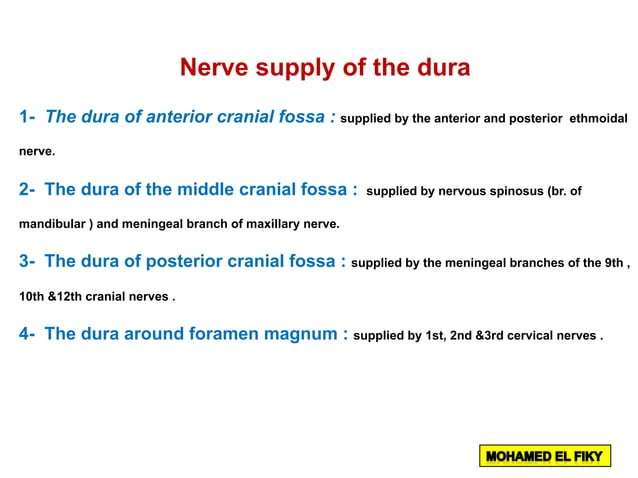 Nerve supply of the dura
1- The dura of anterior cranial fossa : supplied by the anterior and posterior ethmoidal
nerve.
2- The dura of the middle cranial fossa : supplied by nervous spinosus (br. of
mandibular ) and meningeal branch of maxillary nerve.
3- The dura of posterior cranial fossa : supplied by the meningeal branches of the 9th ,
10th &12th cranial nerves .
4- The dura around foramen magnum : supplied by 1st, 2nd &3rd cervical nerves .
MOHAMED EL FIKY